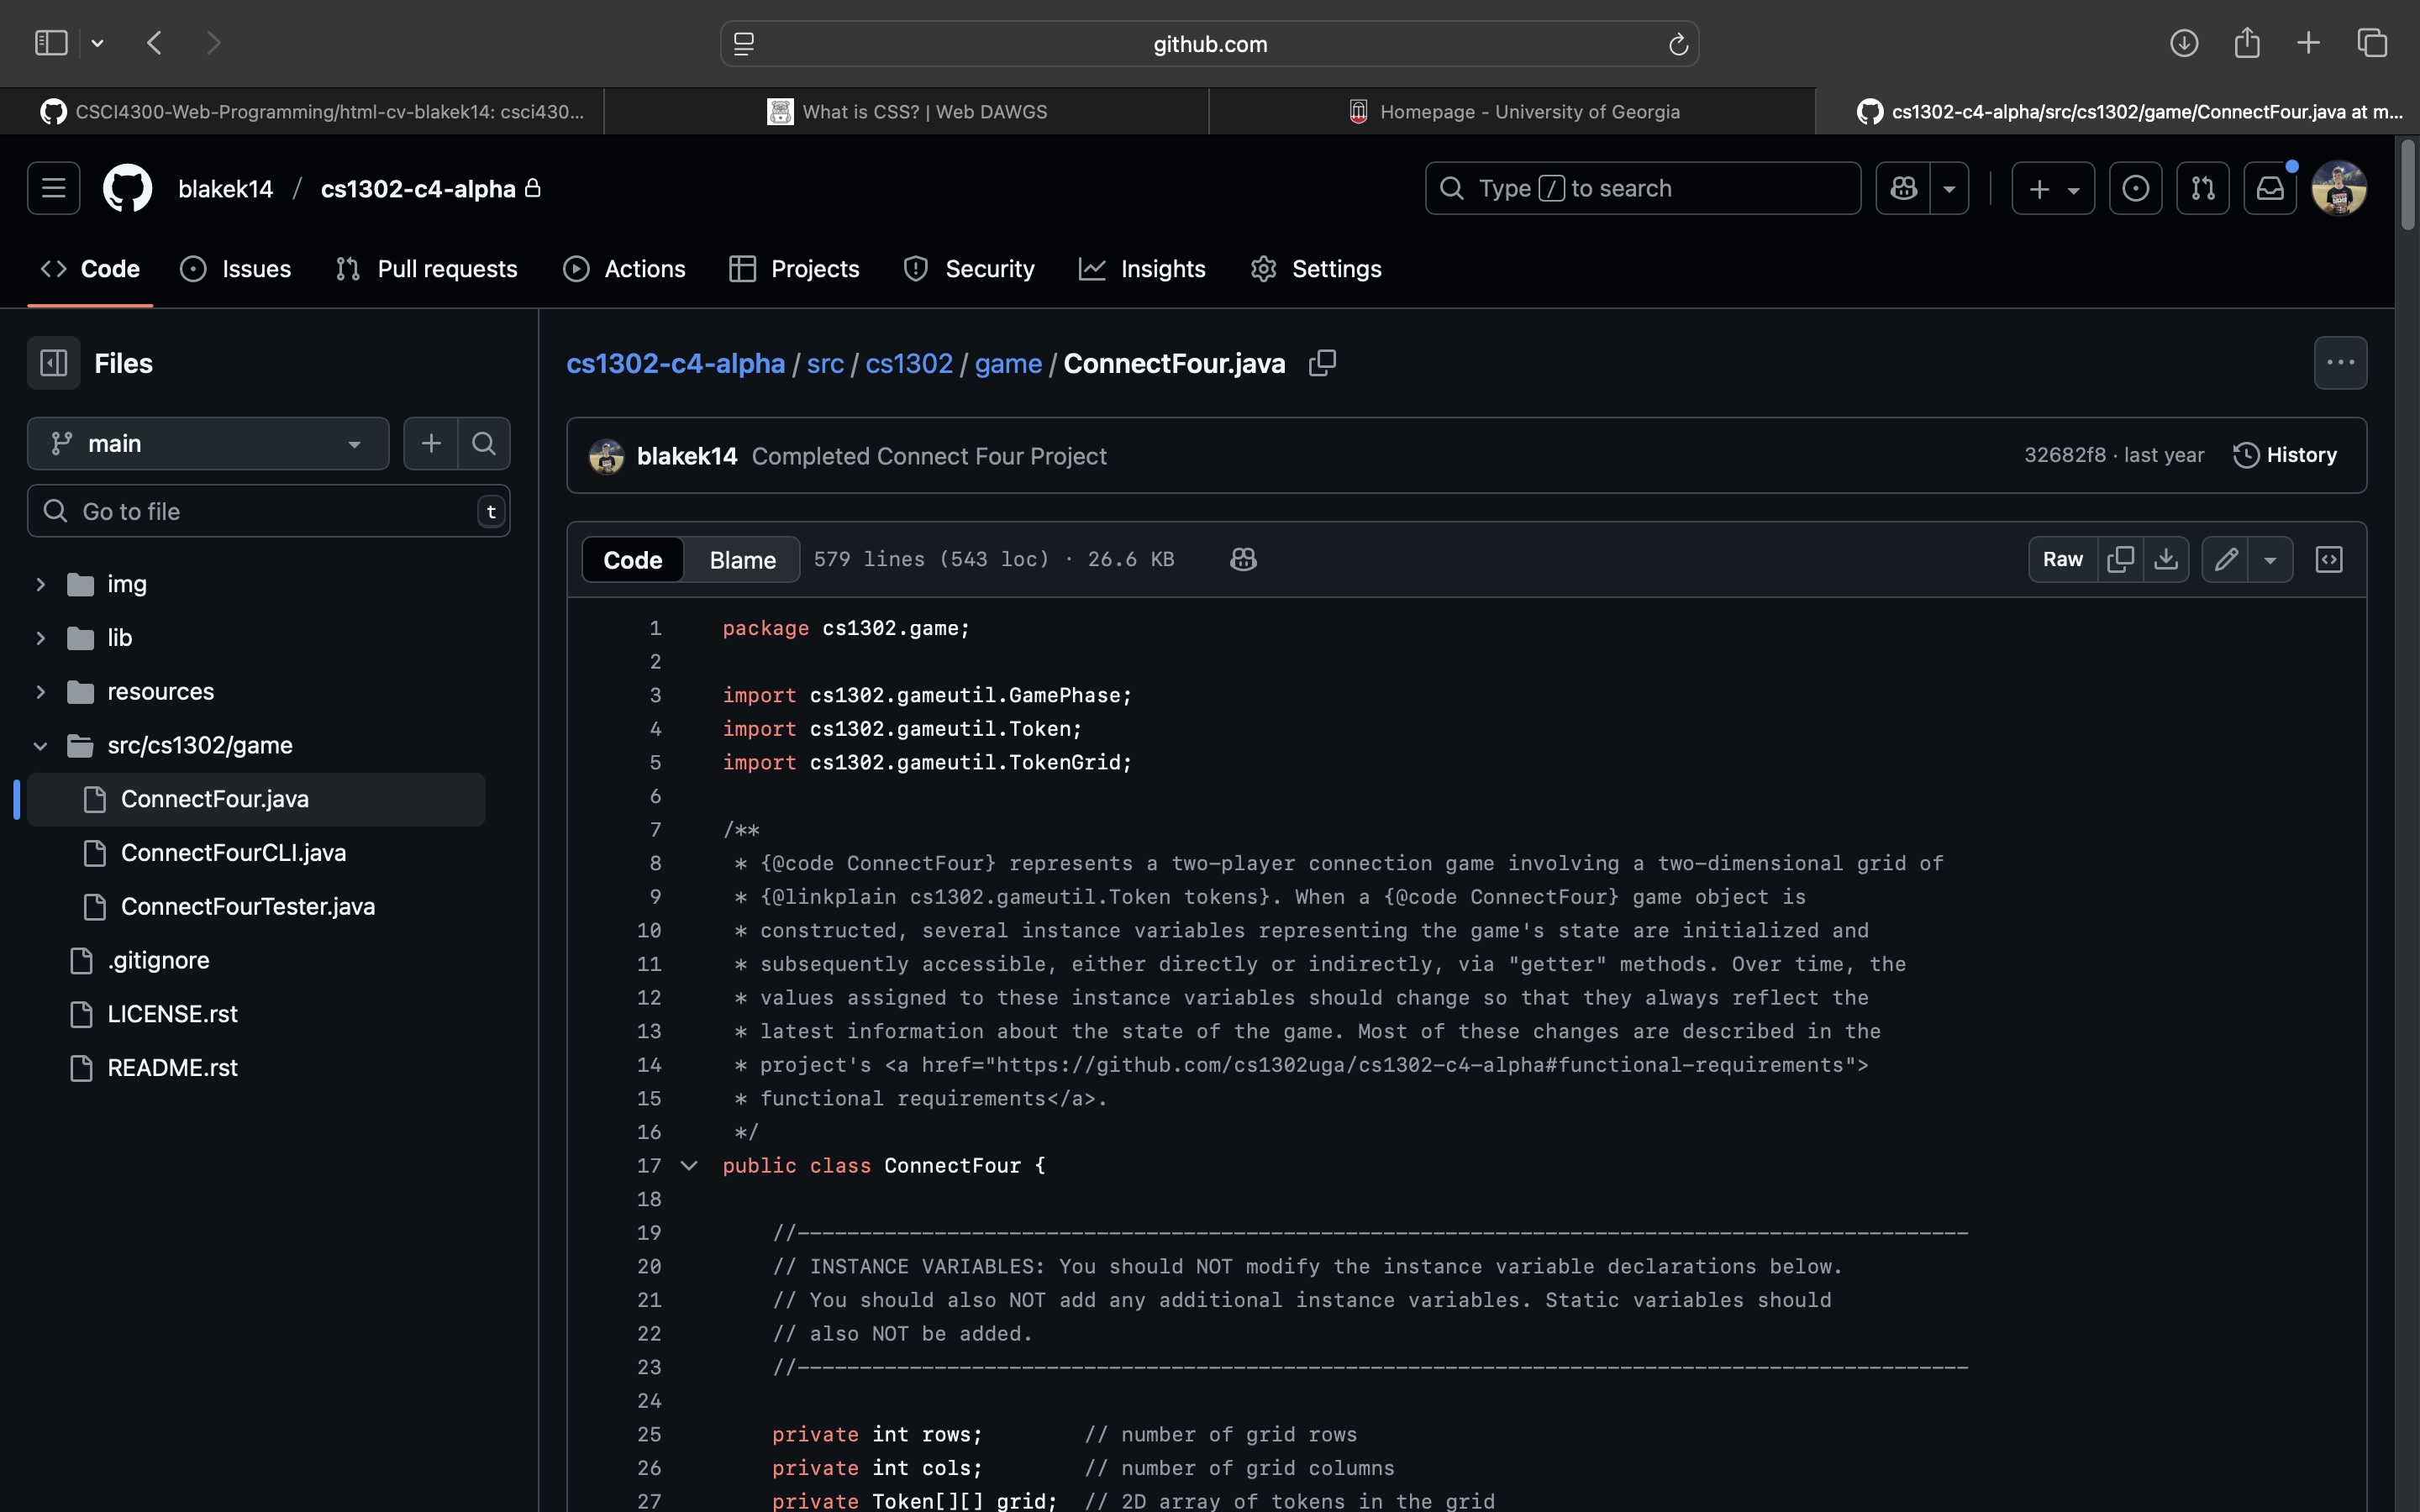 github.com
CSCI4300-Web-Programming/html-cv-blakek14: csci430...
What is CSS? | Web DAWGS
Homepage - University of Georgia
cs1302-c4-alpha/src/cs1302/game/ConnectFour.java at m...
blakek14 / cs1302-c4-alpha
Type / to search
Code
Issues
Pull requests
Actions
Projects
Security
Insights
Settings
Files
main
Go to file
t
img
lib
resources
src/cs1302/game
ConnectFour.java
ConnectFourCLI.java
ConnectFourTester.java
.gitignore
LICENSE.rst
README.rst
cs1302-c4-alpha / src / cs1302 / game / ConnectFour.java
blakek14 Completed Connect Four Project
32682f8 · last year
History
Code
Blame
579 lines (543 loc) · 26.6 KB
Raw
1 package cs1302.game;
2
3 import cs1302.gameutil.GamePhase;
4 import cs1302.gameutil.Token;
5 import cs1302.gameutil.TokenGrid;
6
7 /**
8 * {@code ConnectFour} represents a two-player connection game involving a two-dimensional grid of
9 * {@linkplain cs1302.gameutil.Token tokens}. When a {@code ConnectFour} game object is
10 * constructed, several instance variables representing the game's state are initialized and
11 * subsequently accessible, either directly or indirectly, via "getter" methods. Over time, the
12 * values assigned to these instance variables should change so that they always reflect the
13 * latest information about the state of the game. Most of these changes are described in the
14 * project's <a href="https://github.com/cs1302uga/cs1302-c4-alpha#functional-requirements">
15 * functional requirements</a>.
16 */
17 public class ConnectFour {
18
19 //----------------------------------------------------------------------------------------------
20 // INSTANCE VARIABLES: You should NOT modify the instance variable declarations below.
21 // You should also NOT add any additional instance variables. Static variables should
22 // also NOT be added.
23 //----------------------------------------------------------------------------------------------
24
25 private int rows; // number of grid rows
26 private int cols; // number of grid columns
27 private Token[][] grid; // 2D array of tokens in the grid